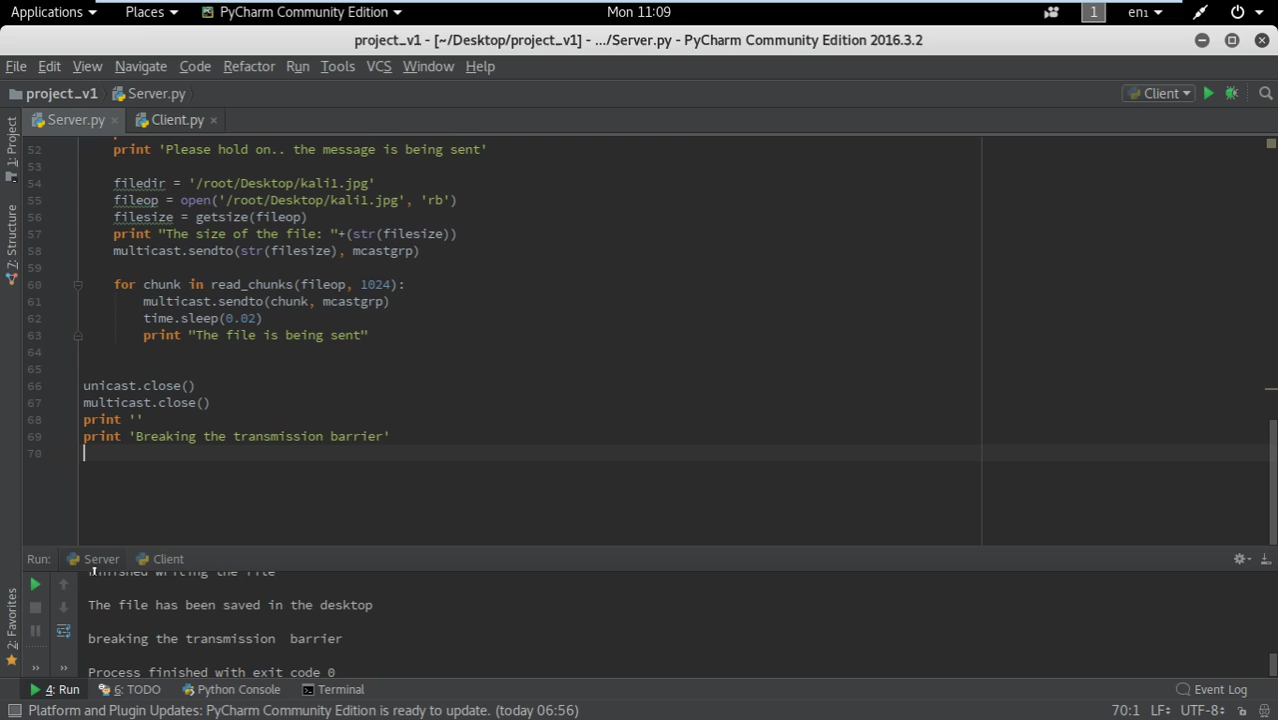 Applications Places PyCharm Community Edition Mon 11:09 1 en1
project_v1 - [~/Desktop/project_v1] - .../Server.py - PyCharm Community Edition 2016.3.2
File Edit View Navigate Code Refactor Run Tools VCS Window Help
project_v1 Server.py Client
Server.py Client.py
1: Project
7: Structure
2: Favorites
52 print 'Please hold on.. the message is being sent'
53
54 filedir = '/root/Desktop/kali1.jpg'
55 fileop = open('/root/Desktop/kali1.jpg', 'rb')
56 filesize = getsize(fileop)
57 print "The size of the file: "+(str(filesize))
58 multicast.sendto(str(filesize), mcastgrp)
59
60 for chunk in read_chunks(fileop, 1024):
61 multicast.sendto(chunk, mcastgrp)
62 time.sleep(0.02)
63 print "The file is being sent"
64
65
66 unicast.close()
67 multicast.close()
68 print ''
69 print 'Breaking the transmission barrier'
70
Run: Server Client
finished writing the file
The file has been saved in the desktop
breaking the transmission  barrier
Process finished with exit code 0
4: Run 6: TODO Python Console Terminal Event Log
Platform and Plugin Updates: PyCharm Community Edition is ready to update. (today 06:56) 70:1 LF÷ UTF-8÷